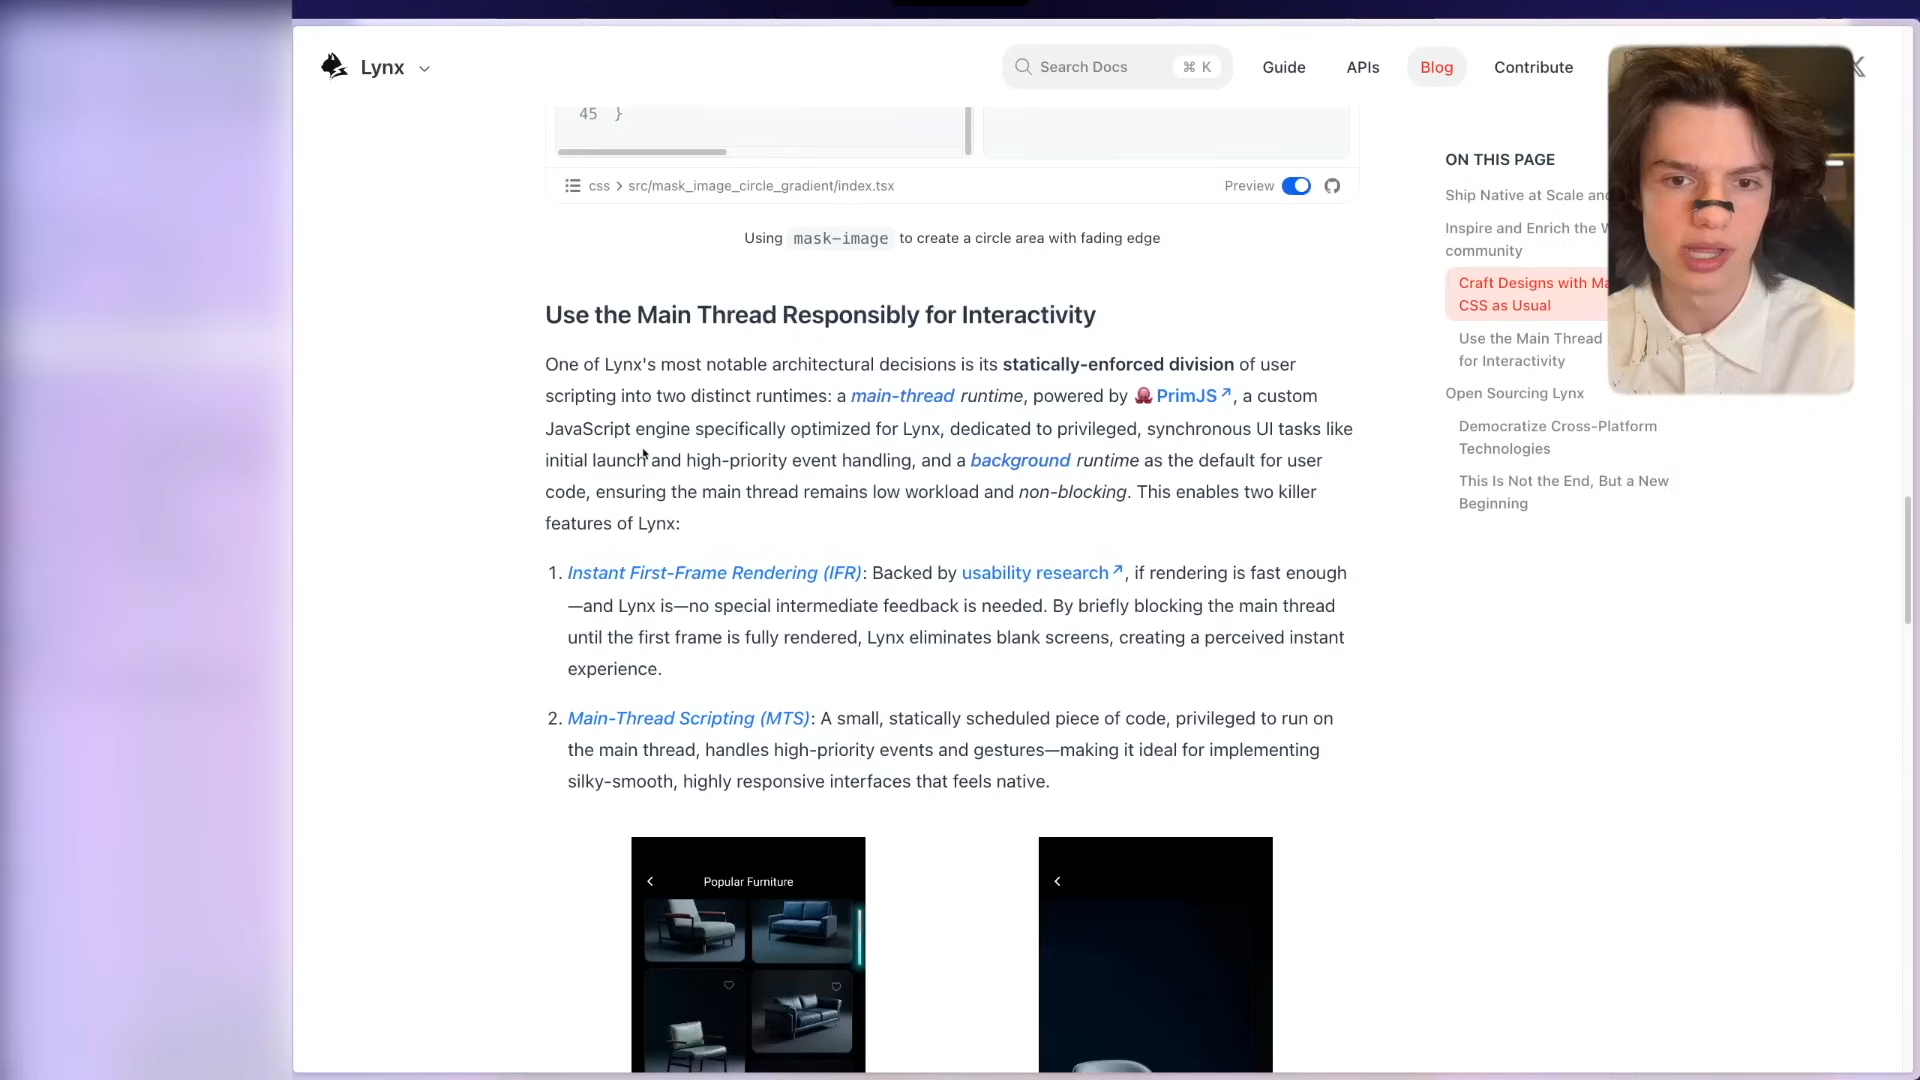 Lynx
Search Docs
⌘ K
Guide
APIs
Blog
Contribute
45 }
css > src/mask_image_circle_gradient/index.tsx
Preview
Using mask-image to create a circle area with fading edge
Use the Main Thread Responsibly for Interactivity
One of Lynx's most notable architectural decisions is its statically-enforced division of user
scripting into two distinct runtimes: a main-thread runtime, powered by 🐙 PrimJS↗, a custom
JavaScript engine specifically optimized for Lynx, dedicated to privileged, synchronous UI tasks like
initial launch and high-priority event handling, and a background runtime as the default for user
code, ensuring the main thread remains low workload and non-blocking. This enables two killer
features of Lynx:
1. Instant First-Frame Rendering (IFR): Backed by usability research↗, if rendering is fast enough
—and Lynx is—no special intermediate feedback is needed. By briefly blocking the main thread
until the first frame is fully rendered, Lynx eliminates blank screens, creating a perceived instant
experience.
2. Main-Thread Scripting (MTS): A small, statically scheduled piece of code, privileged to run on
the main thread, handles high-priority events and gestures—making it ideal for implementing
silky-smooth, highly responsive interfaces that feels native.
Popular Furniture
ON THIS PAGE
Ship Native at Scale
Inspire and Enrich the
community
Craft Designs with
CSS as Usual
Use the Main Thread
for Interactivity
Open Sourcing Lynx
Democratize Cross-Platform
Technologies
This Is Not the End, But a New
Beginning